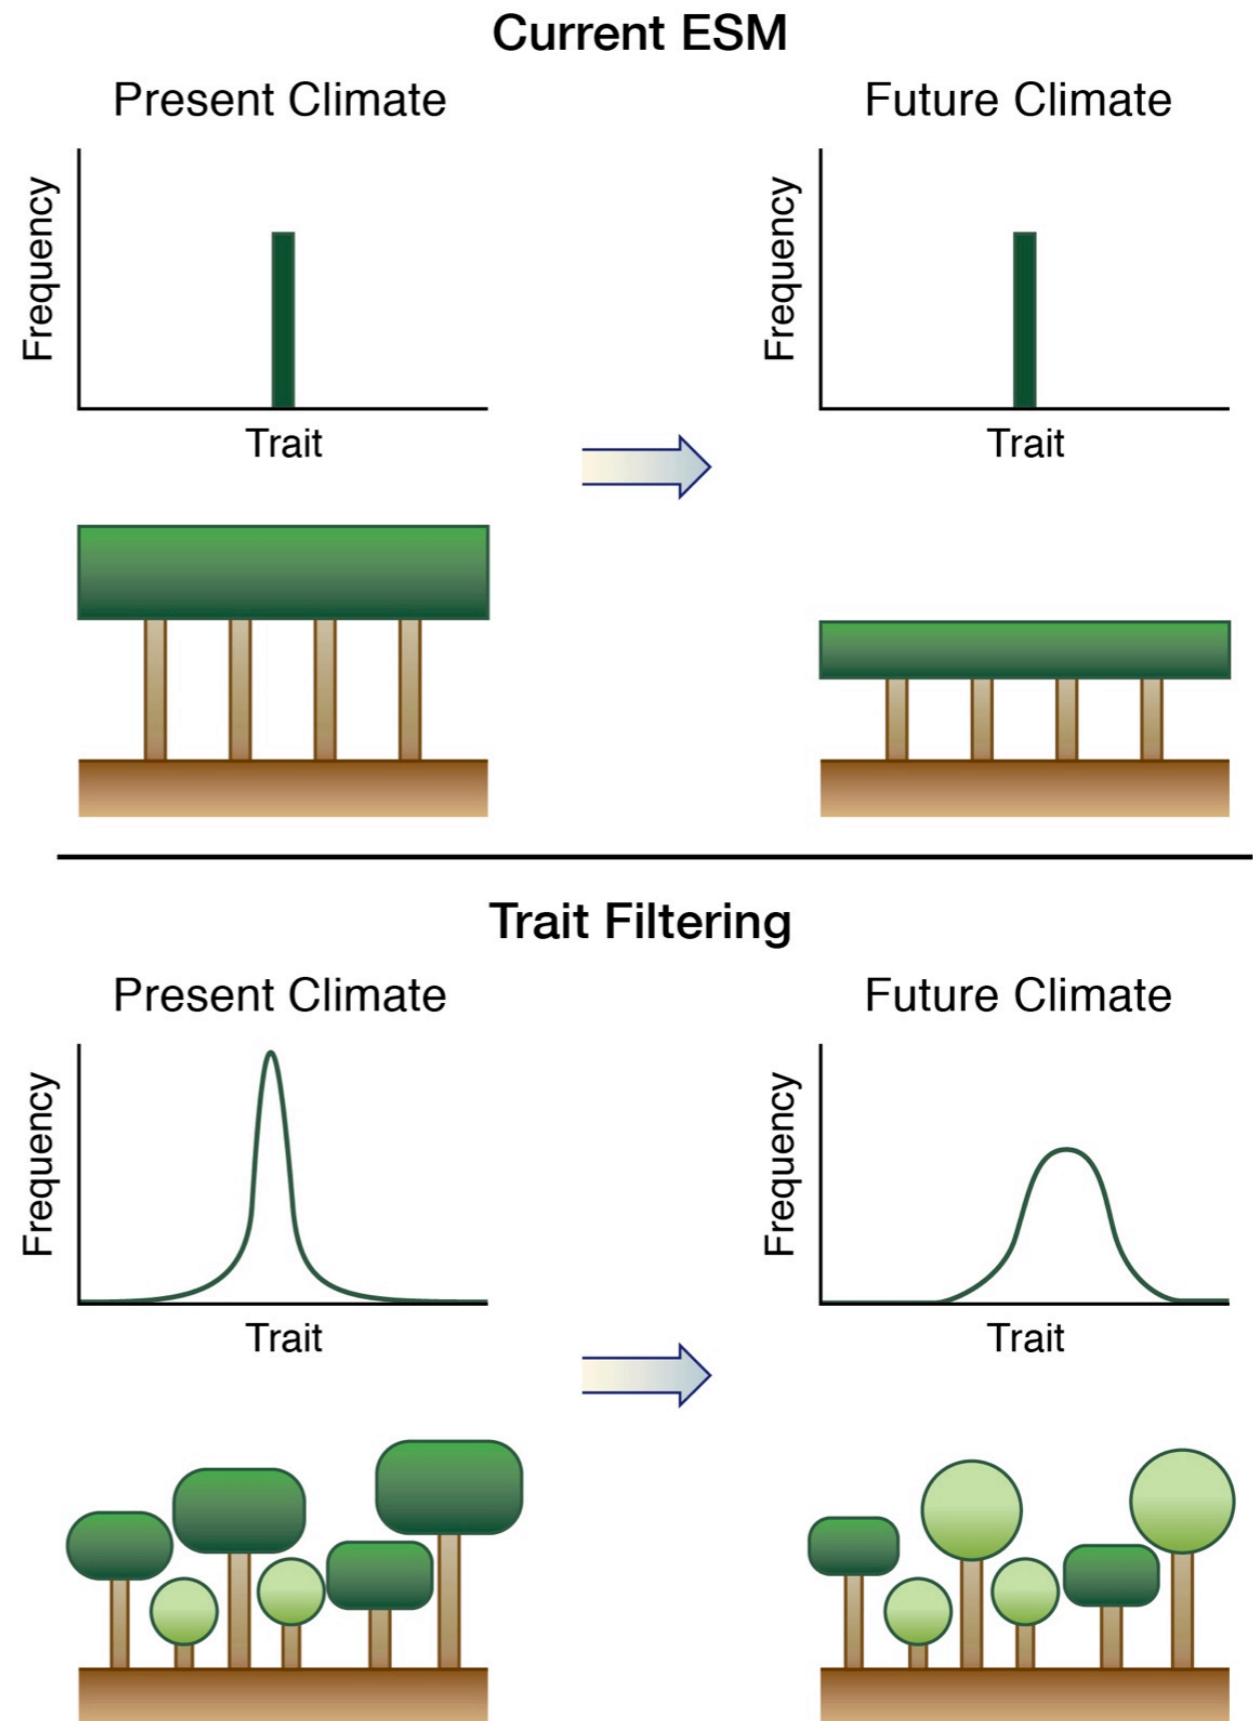 Current ESM
Present Climate
Future Climate
Frequency
Frequency
Trait
Trait
Trait Filtering
Present Climate
Future Climate
Frequency
Frequency
Trait
Trait